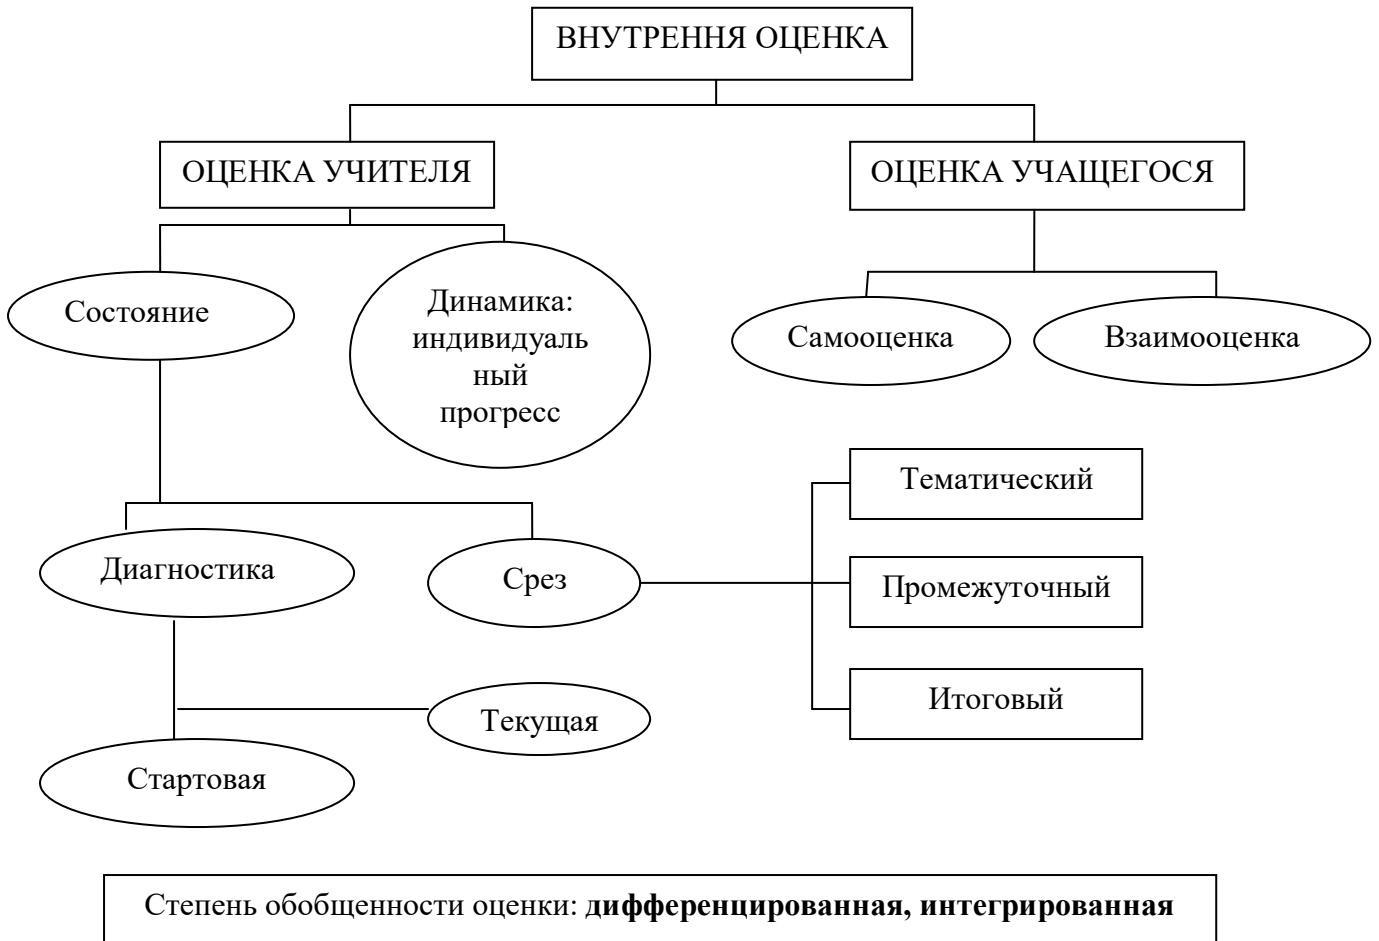 ВНУТРЕННЯ ОЦЕНКА
ОЦЕНКА УЧИТЕЛЯ
ОЦЕНКА УЧАЩЕГОСЯ
Состояние
Динамика:
индивидуаль
ный
прогресс
Самооценка
Взаимооценка
Тематический
Диагностика
Срез
Промежуточный
Итоговый
Текущая
Стартовая
Степень обобщенности оценки: дифференцированная, интегрированная